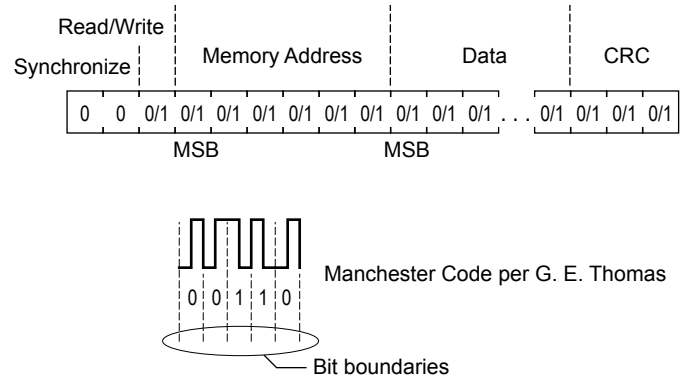 Read/Write
Synchronize Memory Address Data CRC
0 0 0/1 0/1 0/1 0/1 0/1 0/1 0/1 0/1 0/1 0/1 . . . 0/1 0/1 0/1 0/1
MSB MSB
Manchester Code per G. E. Thomas
0 0 1 1 0
Bit boundaries